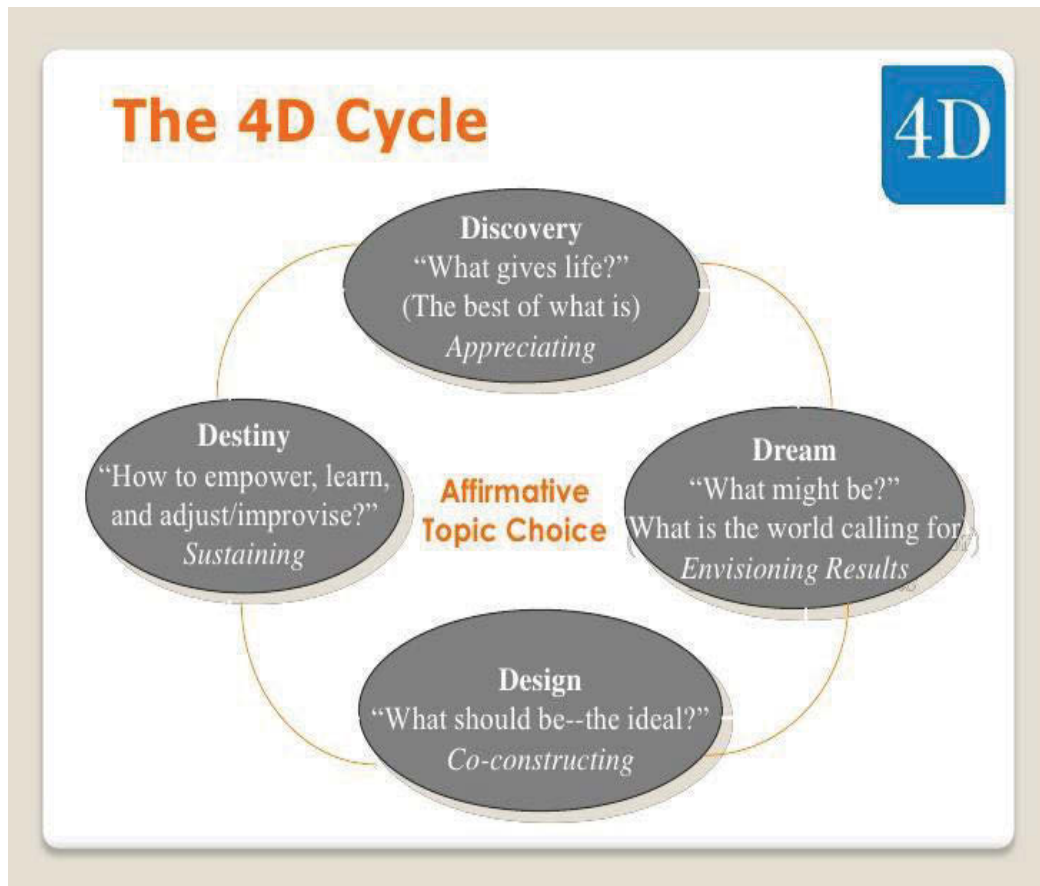 The 4D Cycle
4D
Discovery
“What gives life?”
(The best of what is)
Appreciating
Destiny
“How to empower, learn,
and adjust/improvise?”
Sustaining
Affirmative
Topic Choice
Dream
“What might be?”
(What is the world calling for)
Envisioning Results
Design
“What should be--the ideal?”
Co-constructing